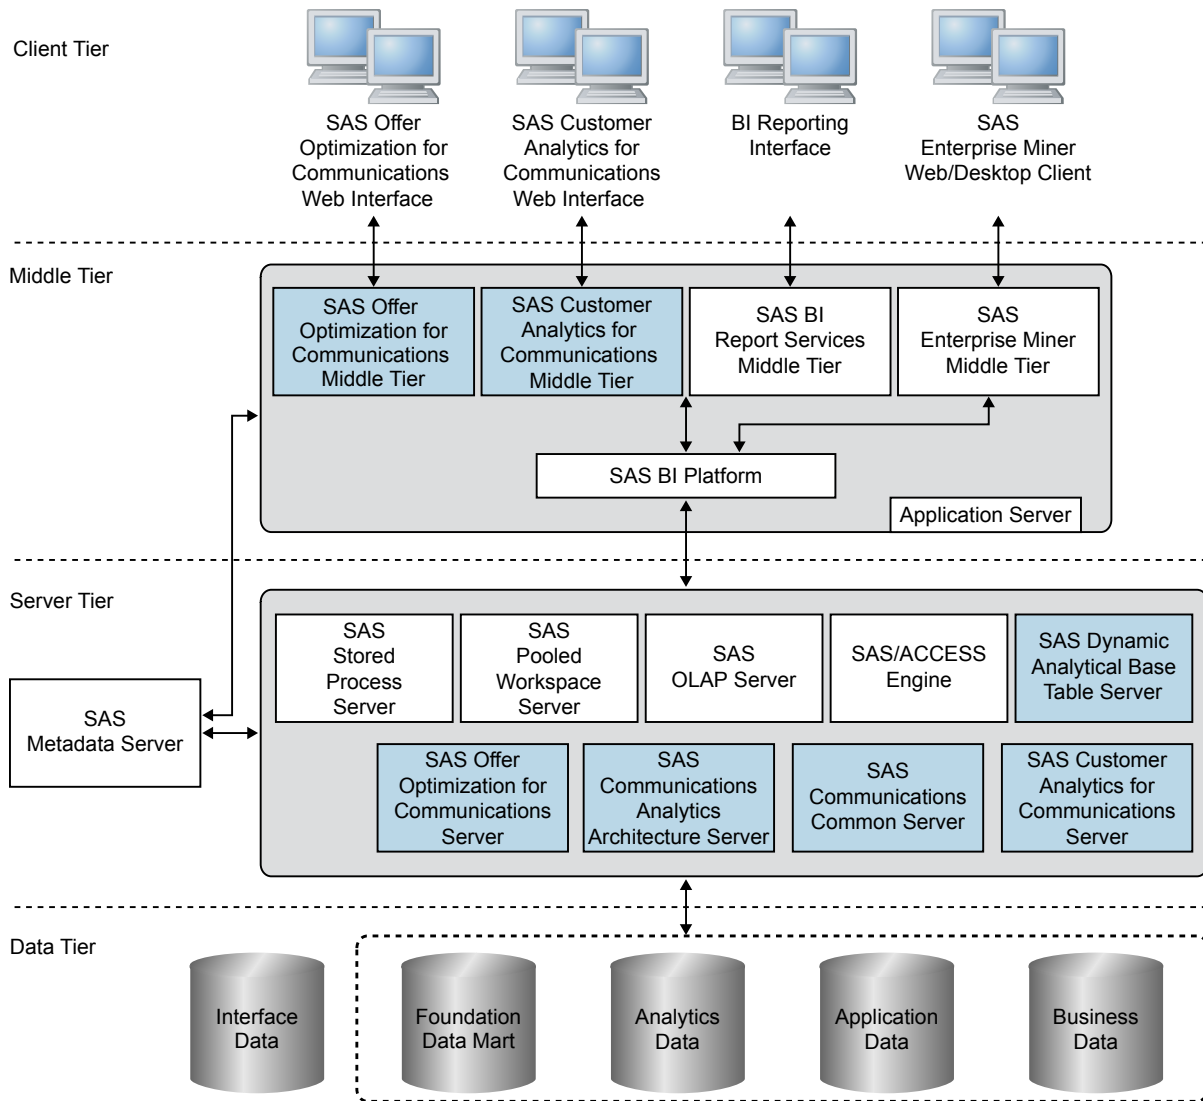 Client Tier
SAS Offer
Optimization for
Communications
Web Interface
SAS Customer
Analytics for
Communications
Web Interface
BI Reporting
Interface
SAS
Enterprise Miner
Web/Desktop Client
Middle Tier
SAS Offer
Optimization for
Communications
Middle Tier
SAS Customer
Analytics for
Communications
Middle Tier
SAS BI
Report Services
Middle Tier
SAS
Enterprise Miner
Middle Tier
SAS BI Platform
Application Server
Server Tier
SAS
Stored
Process
Server
SAS
Pooled
Workspace
Server
SAS
OLAP Server
SAS/ACCESS
Engine
SAS Dynamic
Analytical Base
Table Server
SAS
Metadata Server
SAS Offer
Optimization for
Communications
Server
SAS
Communications
Analytics
Architecture Server
SAS
Communications
Common Server
SAS Customer
Analytics for
Communications
Server
Data Tier
Interface
Data
Foundation
Data Mart
Analytics
Data
Application
Data
Business
Data